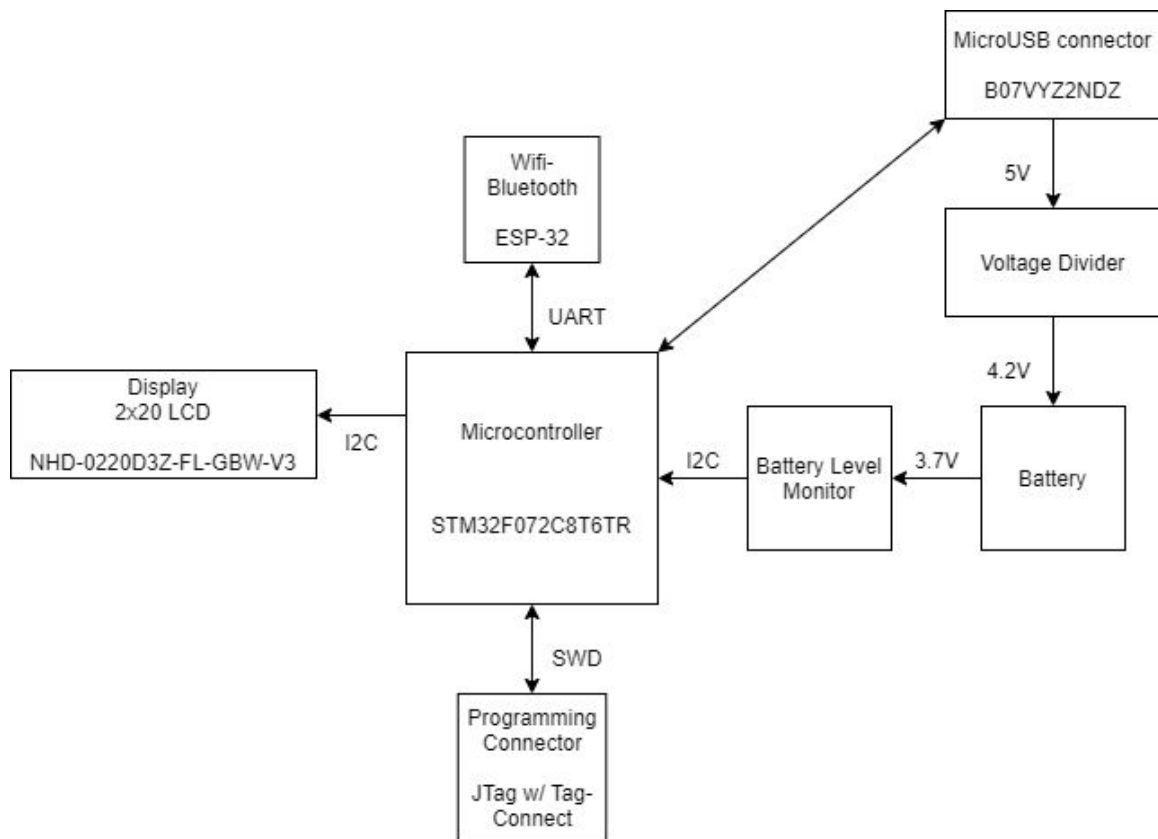 MicroUSB connector
B07VYZ2NDZ
5V
Voltage Divider
4.2V
Battery
3.7V
Battery Level
Monitor
I2C
Wifi-
Bluetooth
ESP-32
UART
Microcontroller
STM32F072C8T6TR
Display
2x20 LCD
NHD-0220D3Z-FL-GBW-V3
I2C
SWD
Programming
Connector
JTag w/ Tag-
Connect